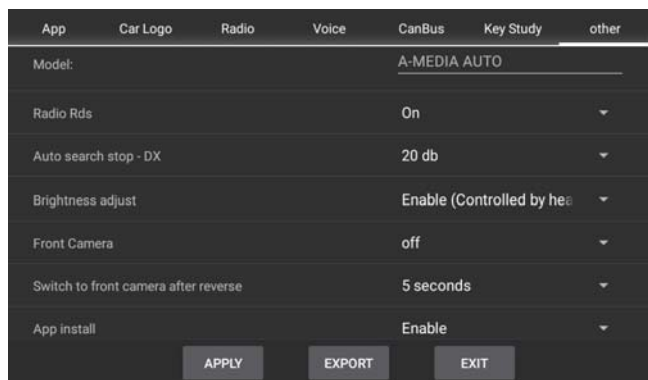 App Car Logo Radio Voice CanBus Key Study other
Model: A-MEDIA AUTO
Radio Rds On
Auto search stop - DX 20 db
Brightness adjust Enable (Controlled by hea
Front Camera off
Switch to front camera after reverse 5 seconds
App install Enable
APPLY EXPORT EXIT